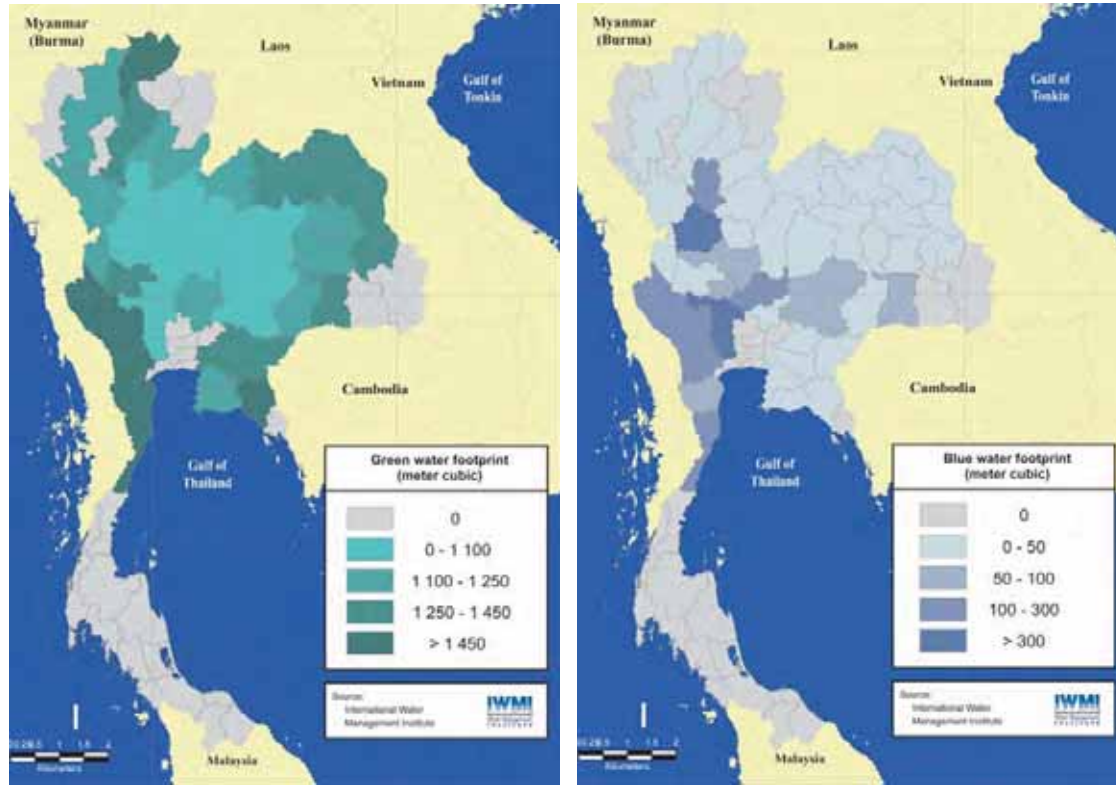 Myanmar
(Burma)
Laos
Vietnam
Gulf of
Tonkin
Cambodia
Gulf of
Thailand
Green water footprint
(meter cubic)
0
0 - 1 100
1 100 - 1 250
1 250 - 1 450
> 1 450
Source:
International Water
Management Institute
IWMI
Malaysia
Kilometers
Myanmar
(Burma)
Laos
Vietnam
Gulf of
Tonkin
Cambodia
Gulf of
Thailand
Blue water footprint
(meter cubic)
0
0 - 50
50 - 100
100 - 300
> 300
Source:
International Water
Management Institute
IWMI
Malaysia
Kilometers